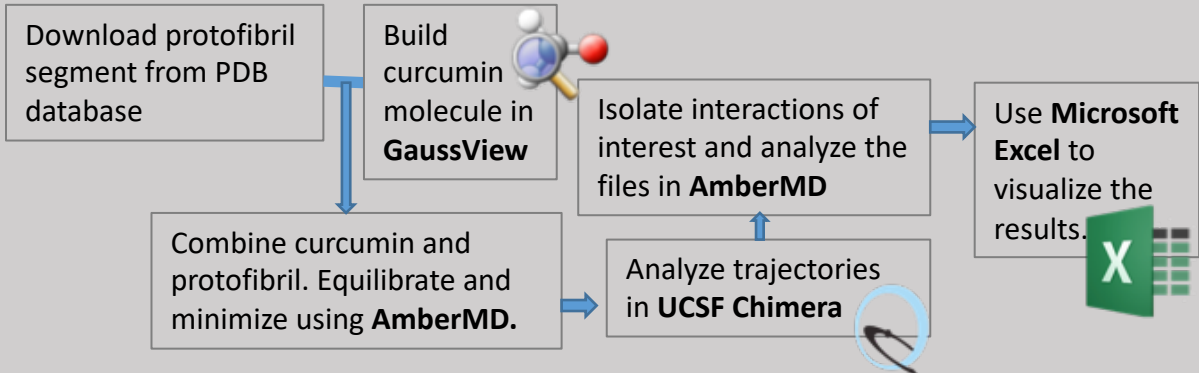 Download protofibril
segment from PDB
database
Build
curcumin
molecule in
GaussView
Combine curcumin and
protofibril. Equilibrate and
minimize using AmberMD.
Analyze trajectories
in UCSF Chimera
Isolate interactions of
interest and analyze the
files in AmberMD
Use Microsoft
Excel to
visualize the
results.
X